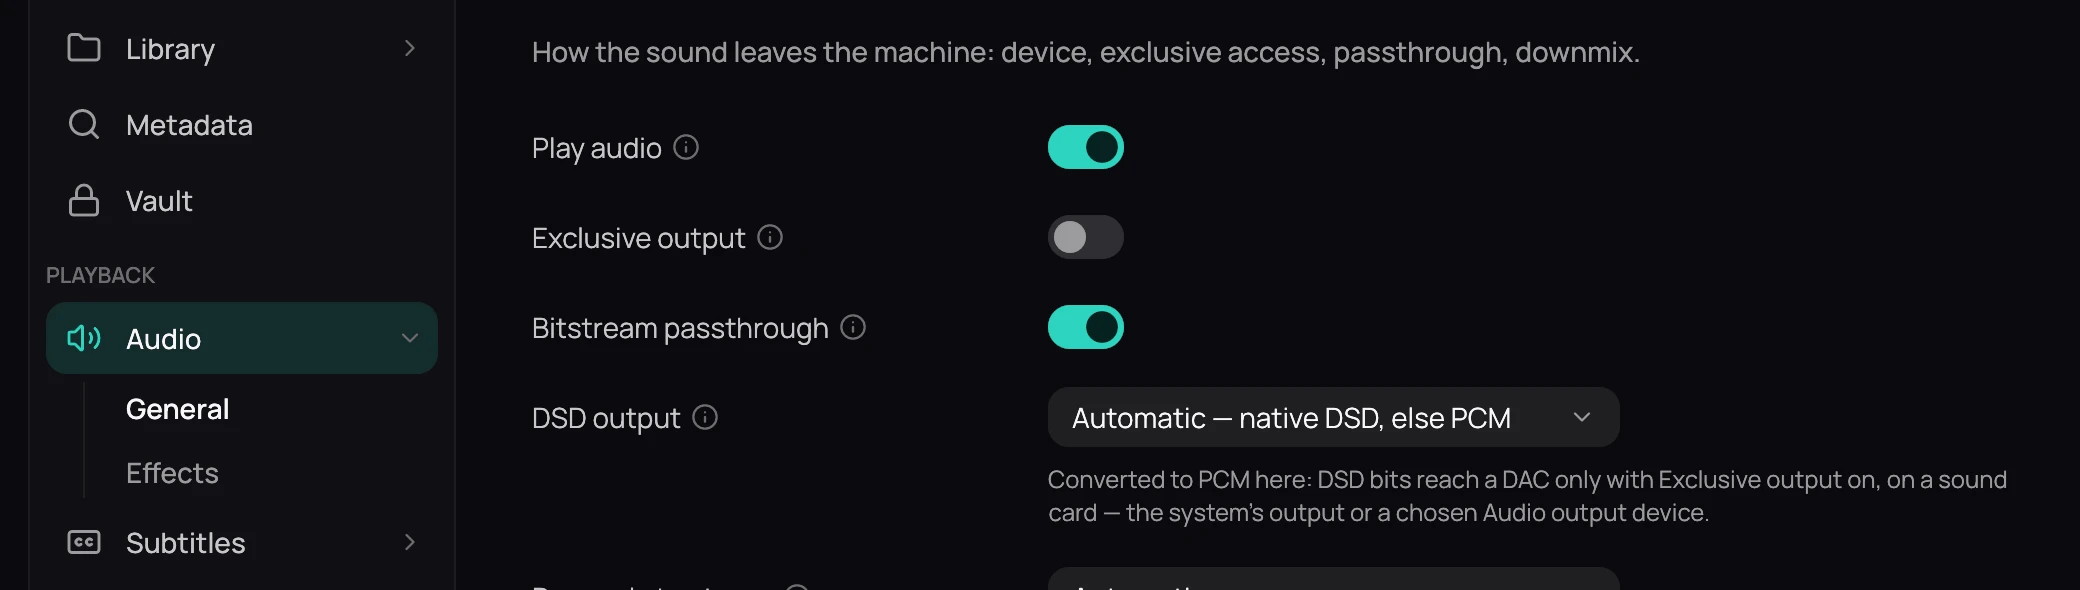 Library
Metadata
Vault
PLAYBACK
Audio
General
Effects
Subtitles
How the sound leaves the machine: device, exclusive access, passthrough, downmix.
Play audio
Exclusive output
Bitstream passthrough
DSD output
Automatic — native DSD, else PCM
Converted to PCM here: DSD bits reach a DAC only with Exclusive output on, on a sound
card — the system's output or a chosen Audio output device.